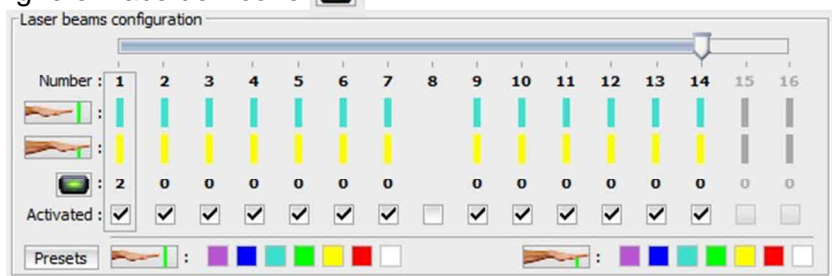 Laser beams configuration
Number : 1 2 3 4 5 6 7 8 9 10 11 12 13 14 15 16
:
:
: 2 0 0 0 0 0 0 0 0 0 0 0 0 0 0
Activated :
Presets : :